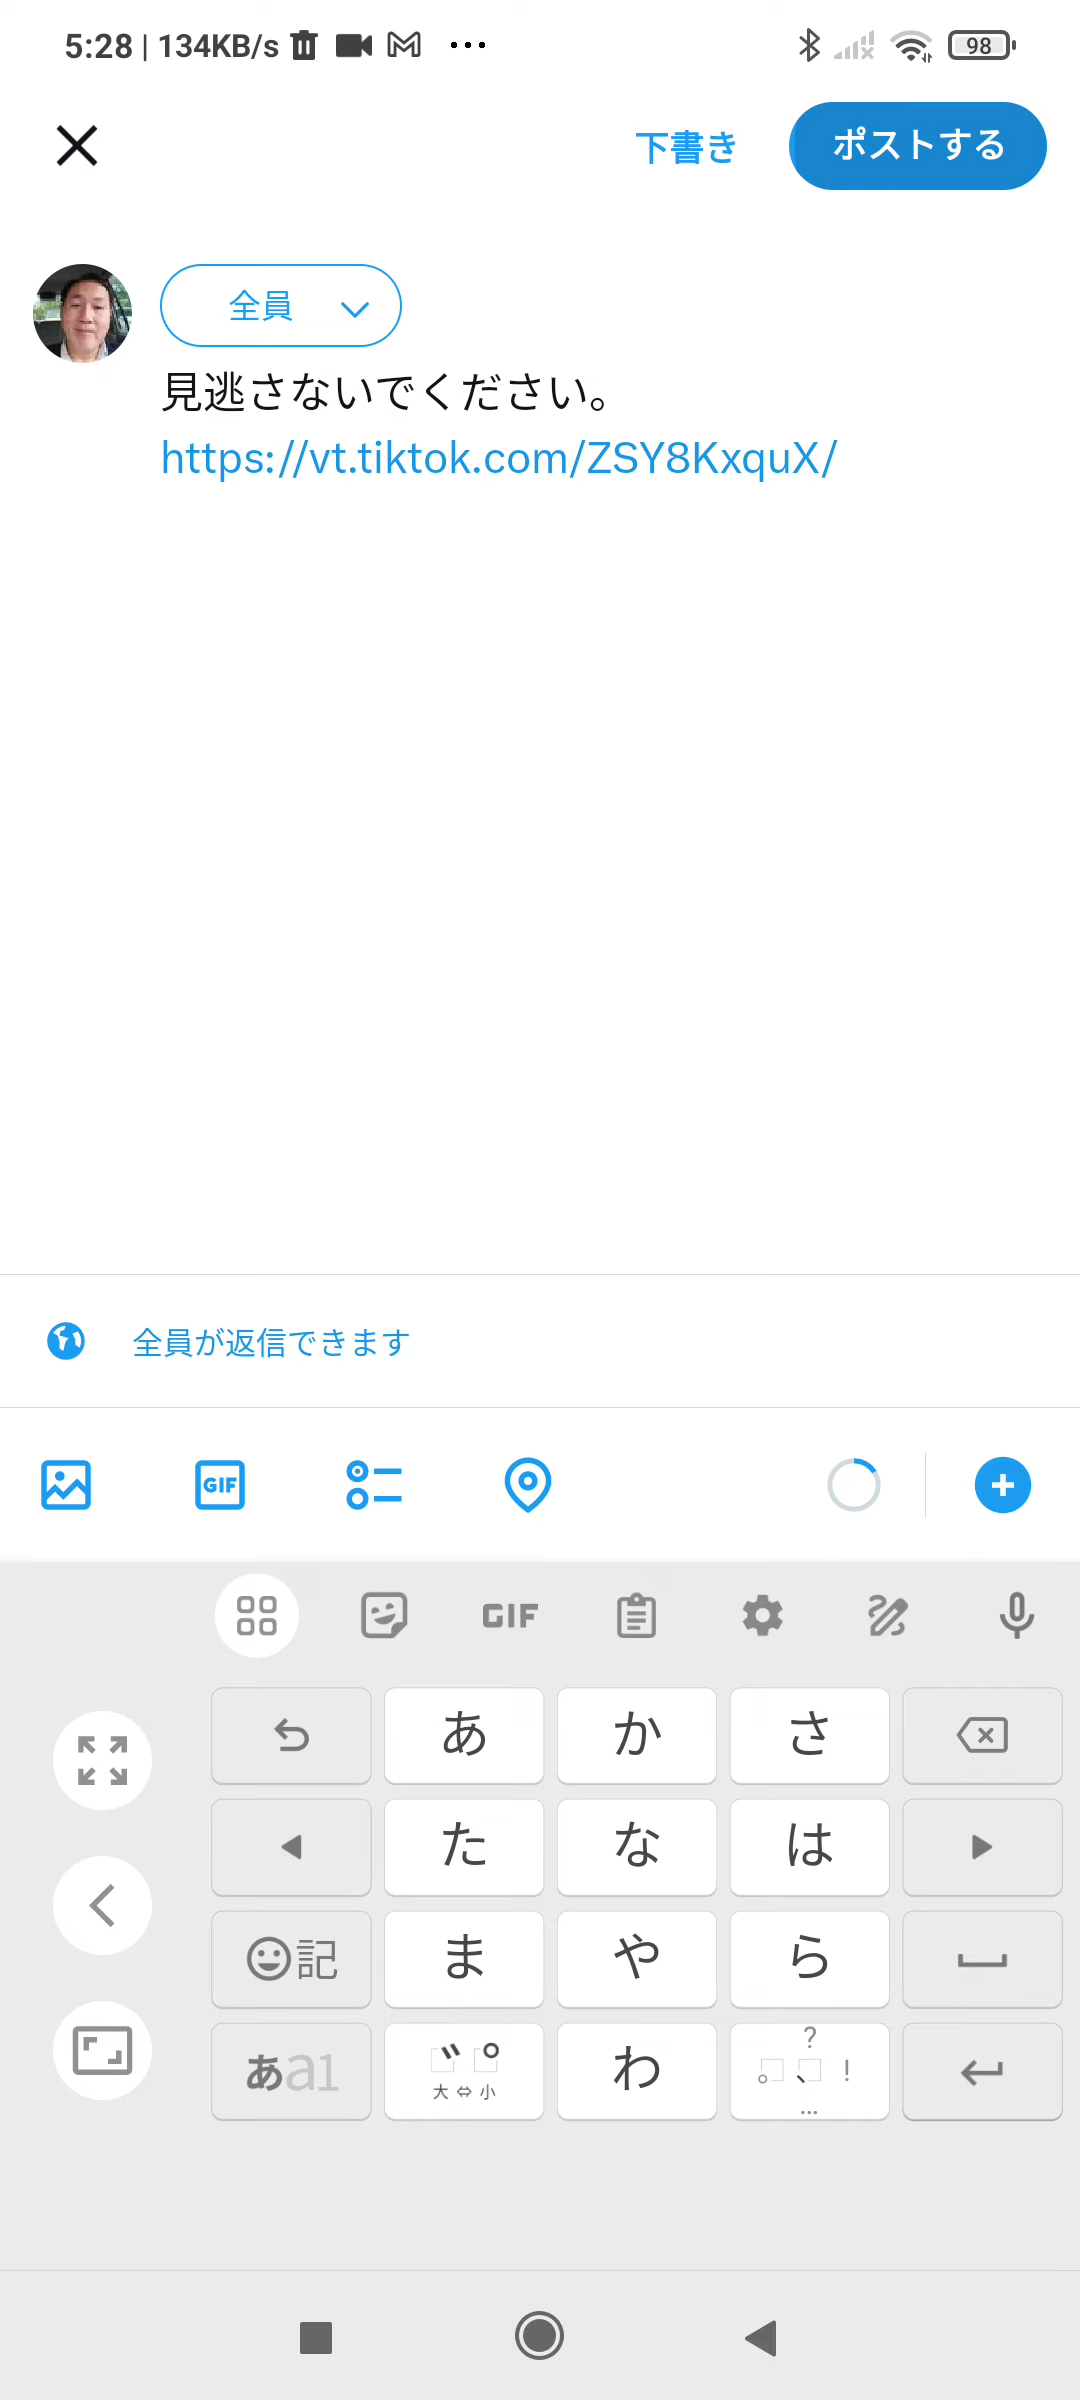 5:28 | 134KB/s 98
下書き ポストする
全員
見逃さないでください。
https://vt.tiktok.com/ZSY8KxquX/
全員が返信できます
GIF
GIF
あ か さ
た な は
記 ま や ら
あa1 大⇔小 わ 。、?!…